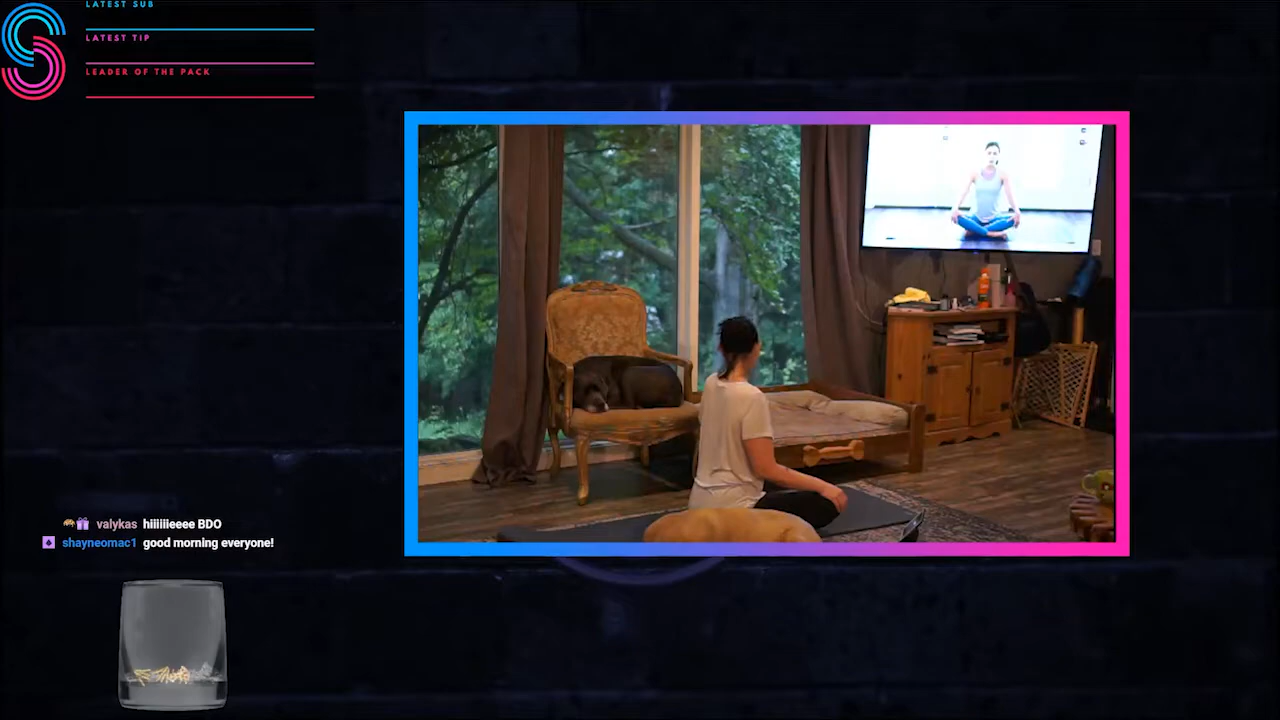 LATEST SUB
LATEST TIP
LEADER OF THE PACK
valykas hiiiiiieeee BDO
shayneomac1 good morning everyone!